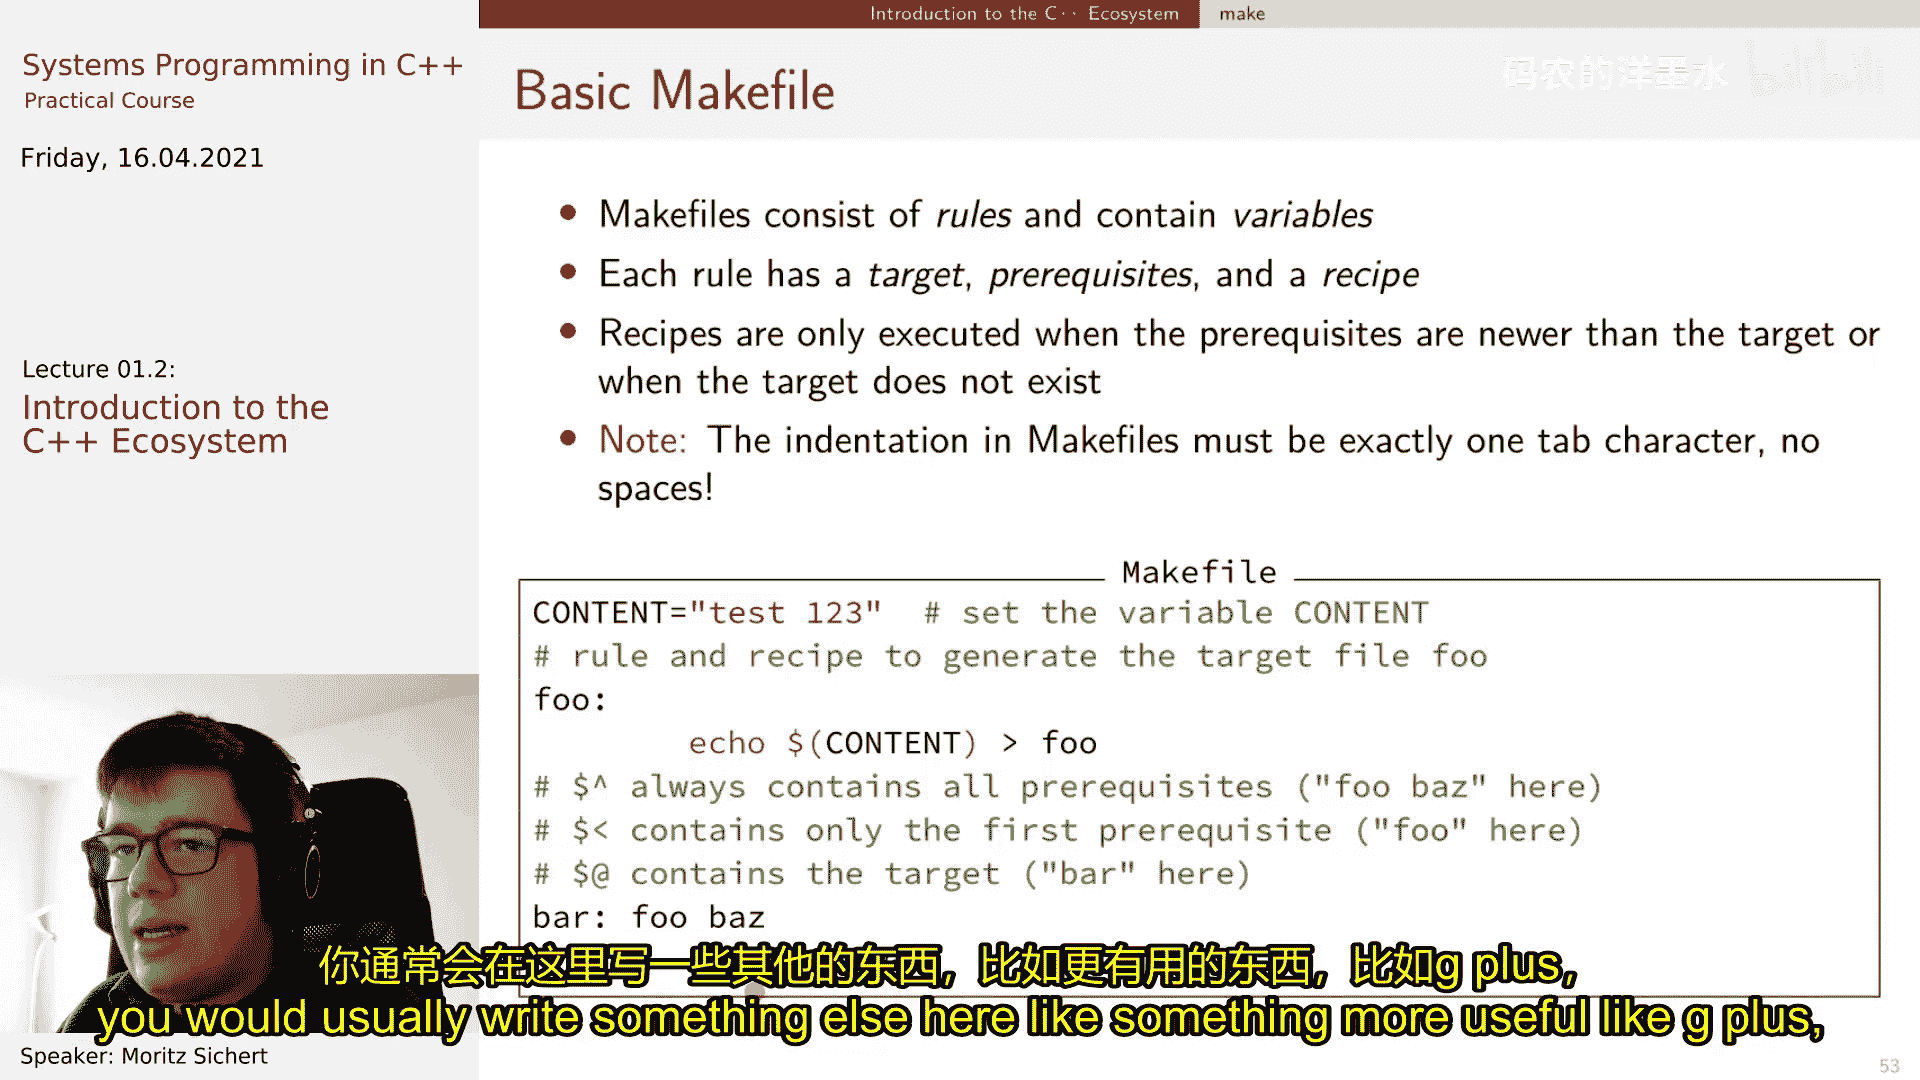 Introduction to the C++ Ecosystem make
Systems Programming in C++
Practical Course
Friday, 16.04.2021
Lecture 01.2:
Introduction to the
C++ Ecosystem
Basic Makefile
码农的洋墨水 bilibili
• Makefiles consist of rules and contain variables
• Each rule has a target, prerequisites, and a recipe
• Recipes are only executed when the prerequisites are newer than the target or
when the target does not exist
• Note: The indentation in Makefiles must be exactly one tab character, no
spaces!
Makefile
CONTENT="test 123" # set the variable CONTENT
# rule and recipe to generate the target file foo
foo:
echo $(CONTENT) > foo
# $^ always contains all prerequisites ("foo baz" here)
# $< contains only the first prerequisite ("foo" here)
# $@ contains the target ("bar" here)
bar: foo baz
你通常会在这里写一些其他的东西，比如更有用的东西，比如g plus，
you would usually write something else here like something more useful like g plus,
Speaker: Moritz Sichert
53